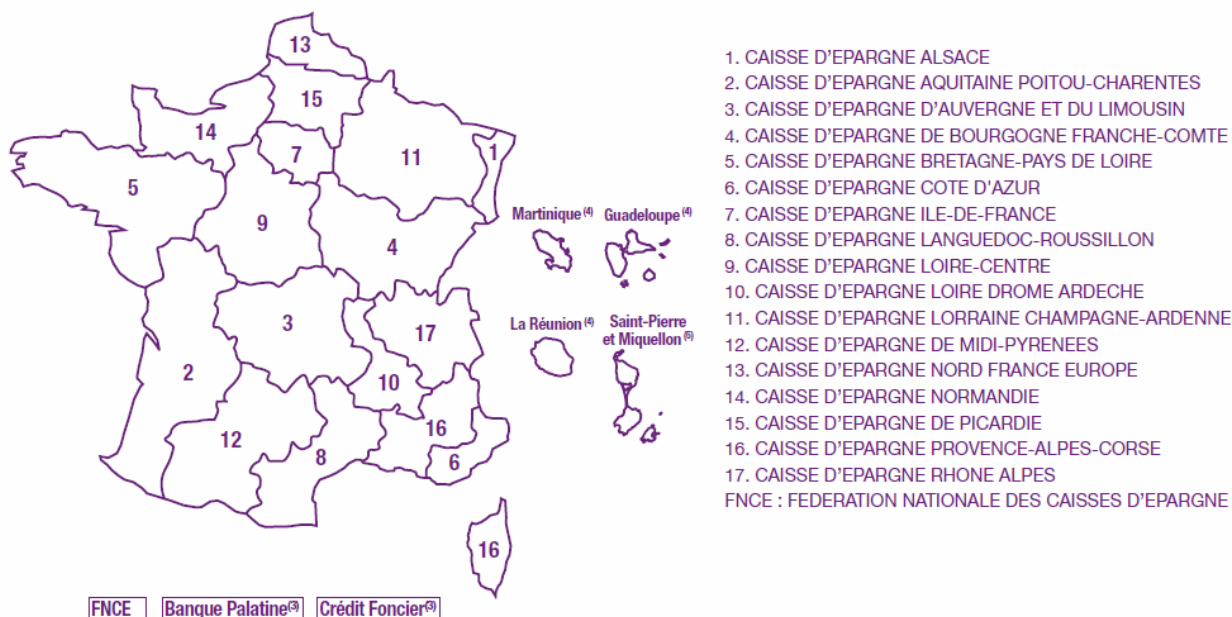 13
15
14
7
11
1
5
9
4
3
17
2
10
12
16
8
6
16
Martinique (4)
Guadeloupe (4)
La Réunion (4)
Saint-Pierre
et Miquellon (5)
FNCE
Banque Palatine(3)
Crédit Foncier(3)
1. CAISSE D'EPARGNE ALSACE
2. CAISSE D'EPARGNE AQUITAINE POITOU-CHARENTES
3. CAISSE D'EPARGNE D'AUVERGNE ET DU LIMOUSIN
4. CAISSE D'EPARGNE DE BOURGOGNE FRANCHE-COMTE
5. CAISSE D'EPARGNE BRETAGNE-PAYS DE LOIRE
6. CAISSE D'EPARGNE COTE D'AZUR
7. CAISSE D'EPARGNE ILE-DE-FRANCE
8. CAISSE D'EPARGNE LANGUEDOC-ROUSSILLON
9. CAISSE D'EPARGNE LOIRE-CENTRE
10. CAISSE D'EPARGNE LOIRE DROME ARDECHE
11. CAISSE D'EPARGNE LORRAINE CHAMPAGNE-ARDENNE
12. CAISSE D'EPARGNE DE MIDI-PYRENEES
13. CAISSE D'EPARGNE NORD FRANCE EUROPE
14. CAISSE D'EPARGNE NORMANDIE
15. CAISSE D'EPARGNE DE PICARDIE
16. CAISSE D'EPARGNE PROVENCE-ALPES-CORSE
17. CAISSE D'EPARGNE RHONE ALPES
FNCE : FEDERATION NATIONALE DES CAISSES D'EPARGNE